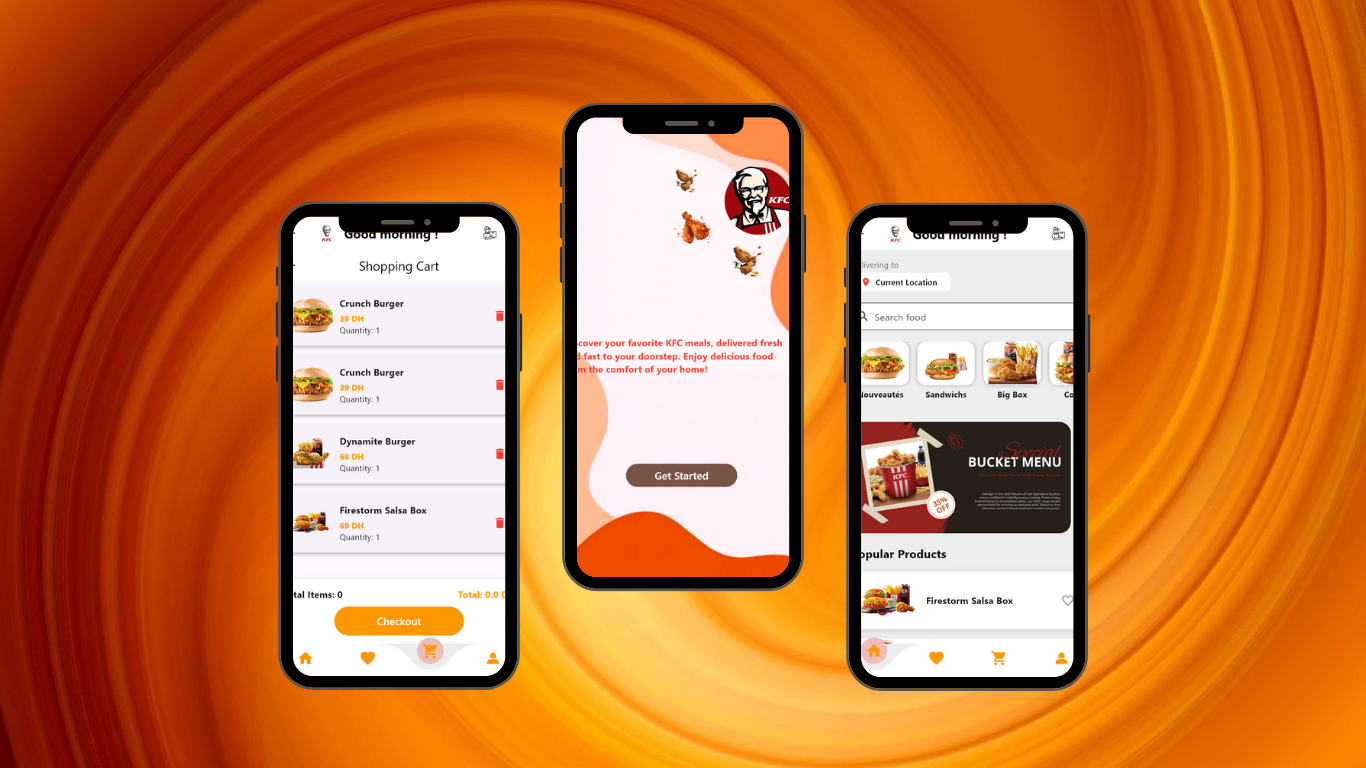 KFC
Good morning !
Shopping Cart
Crunch Burger
39 DH
Quantity: 1
Crunch Burger
39 DH
Quantity: 1
Dynamite Burger
68 DH
Quantity: 1
Firestorm Salsa Box
69 DH
Quantity: 1
tal Items: 0
Total: 0.0 D
Checkout
KFC
scover your favorite KFC meals, delivered fresh
d fast to your doorstep. Enjoy delicious food
m the comfort of your home!
Get Started
KFC
Good morning !
livering to
Current Location
Search food
Nouveautés
Sandwichs
Big Box
Co
Special
BUCKET MENU
KFC
35%
OFF
opular Products
Firestorm Salsa Box